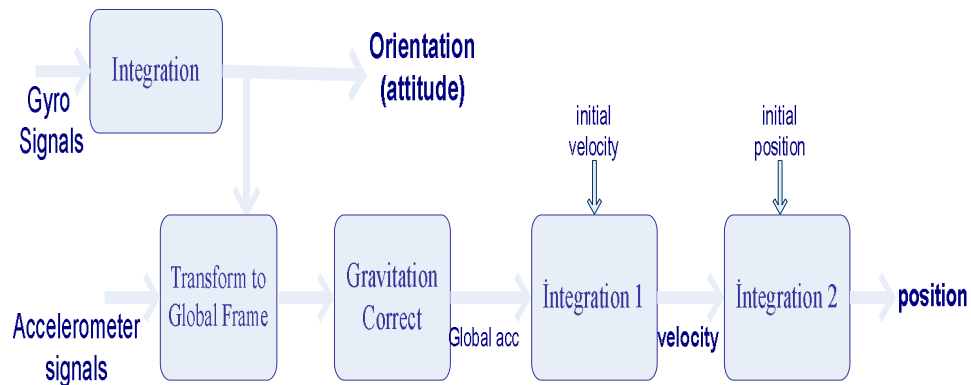 Integration
Orientation
(attitude)
Gyro
Signals
initial
velocity
initial
position
Transform to
Global Frame
Gravitation
Correct
İntegration 1
İntegration 2
position
Accelerometer
signals
Global acc
velocity